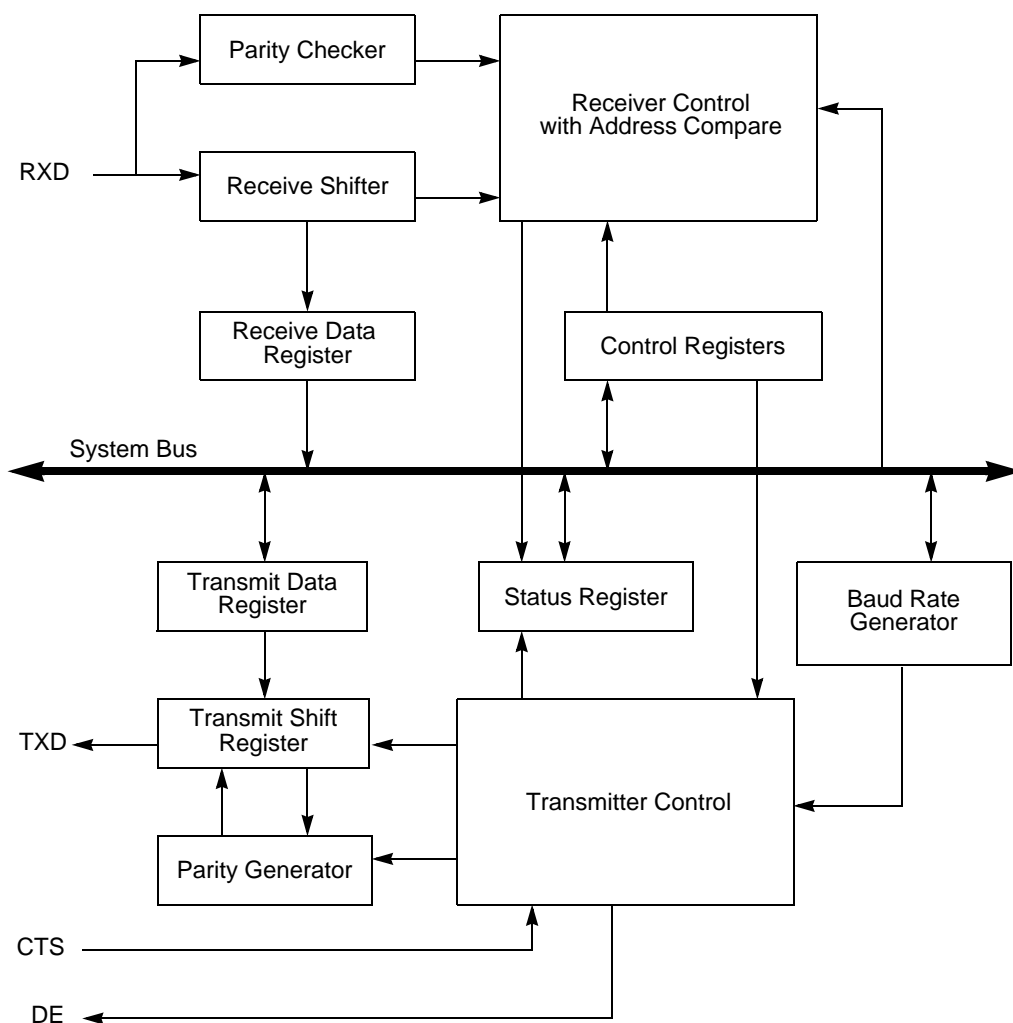 Parity Checker
Receiver Control
with Address Compare
RXD
Receive Shifter
Receive Data
Register
Control Registers
System Bus
Transmit Data
Register
Status Register
Baud Rate
Generator
TXD
Transmit Shift
Register
Transmitter Control
Parity Generator
CTS
DE